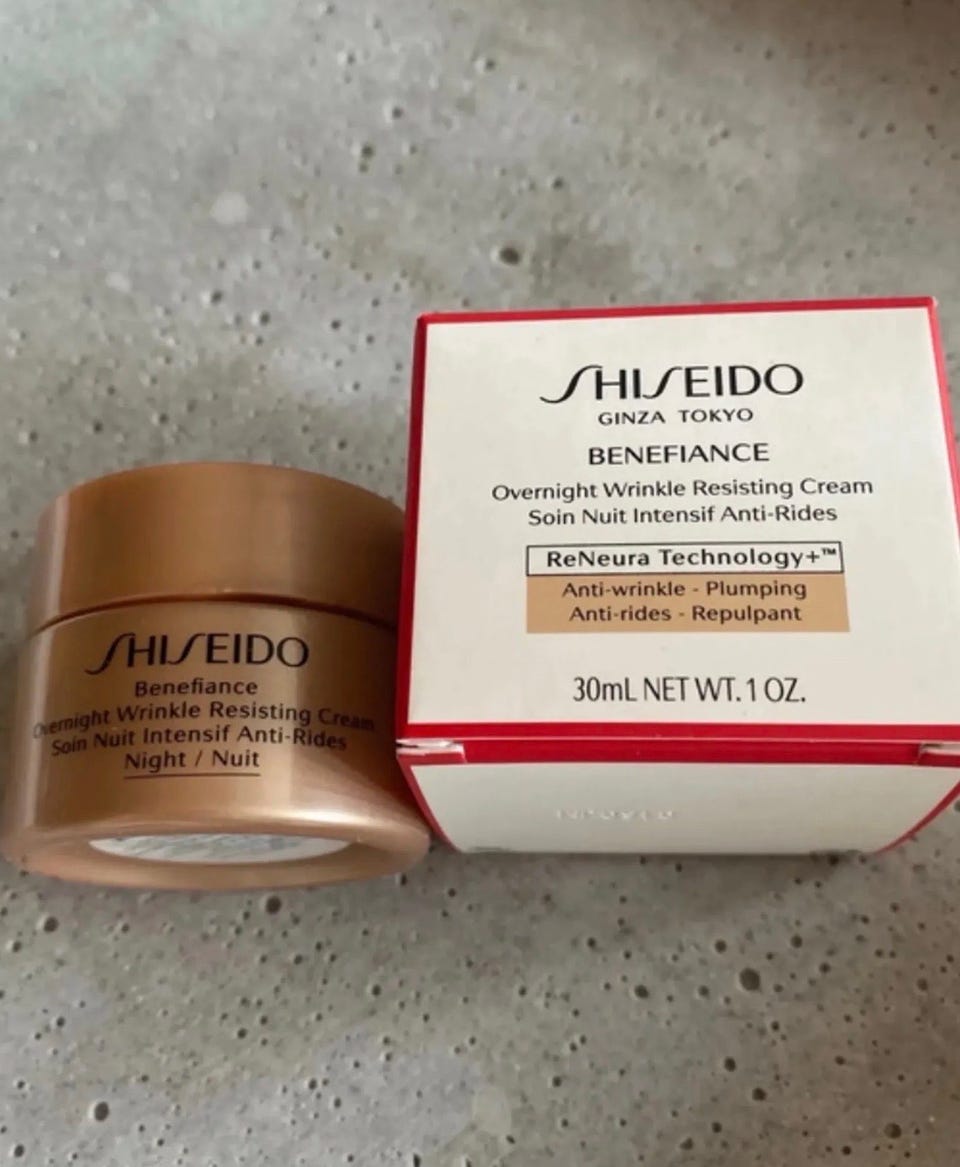 SHISEIDO
GINZA TOKYO
BENEFIANCE
Overnight Wrinkle Resisting Cream
Soin Nuit Intensif Anti-Rides
ReNeura Technology+™
Anti-wrinkle - Plumping
Anti-rides - Repulpant
30mL NET WT. 1 OZ.
SHISEIDO
Benefiance
Overnight Wrinkle Resisting Cream
Soin Nuit Intensif Anti-Rides
Night / Nuit